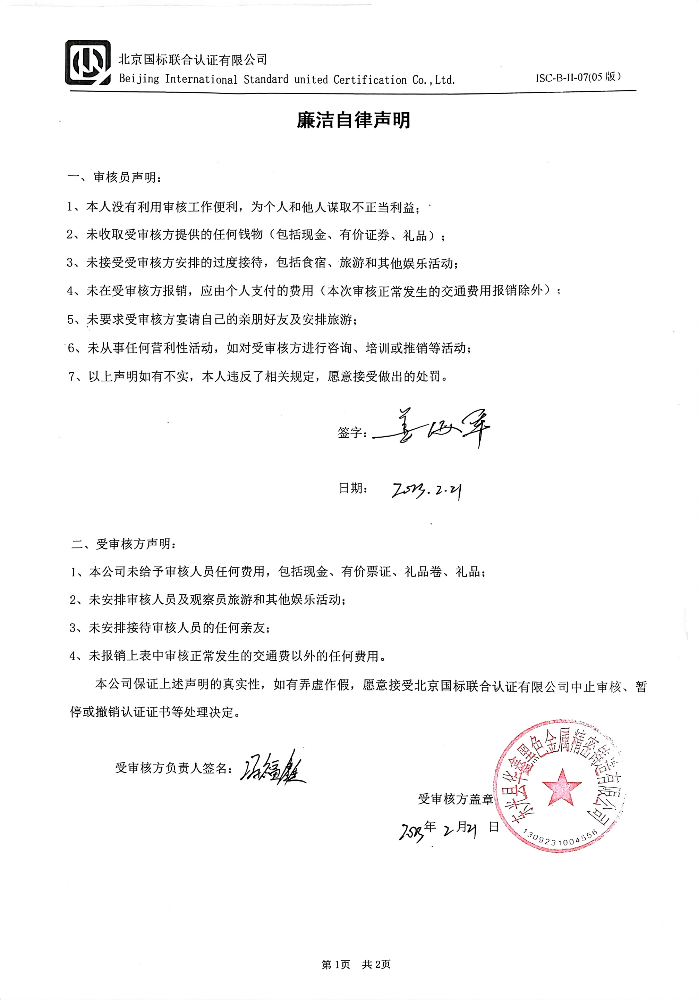 北京国标联合认证有限公司
Beijing International Standard united Certification Co.,Ltd.
ISC-B-II-07(05 版)
廉洁自律声明
一、审核员声明：
1、本人没有利用审核工作便利，为个人和他人谋取不正当利益；
2、未收取受审核方提供的任何钱物（包括现金、有价证券、礼品）；
3、未接受受审核方安排的过度接待，包括食宿、旅游和其他娱乐活动；
4、未在受审核方报销，应由个人支付的费用（本次审核正常发生的交通费用报销除外）；
5、未要求受审核方宴请自己的亲朋好友及安排旅游；
6、未从事任何营利性活动，如对受审核方进行咨询、培训或推销等活动；
7、以上声明如有不实，本人违反了相关规定，愿意接受做出的处罚。
签字：姜海军
日期： 2023.2.21
二、受审核方声明：
1、本公司未给予审核人员任何费用，包括现金、有价票证、礼品卷、礼品；
2、未安排审核人员及观察员旅游和其他娱乐活动；
3、未安排接待审核人员的任何亲友；
4、未报销上表中审核正常发生的交通费以外的任何费用。
本公司保证上述声明的真实性，如有弄虚作假，愿意接受北京国标联合认证有限公司中止审核、暂
停或撤销认证证书等处理决定。
受审核方负责人签名：
受审核方盖章
2023年 2 月21 日
东光县华鑫黑色金属精密铸造有限公司
1309231004556
第 1页 共 2页